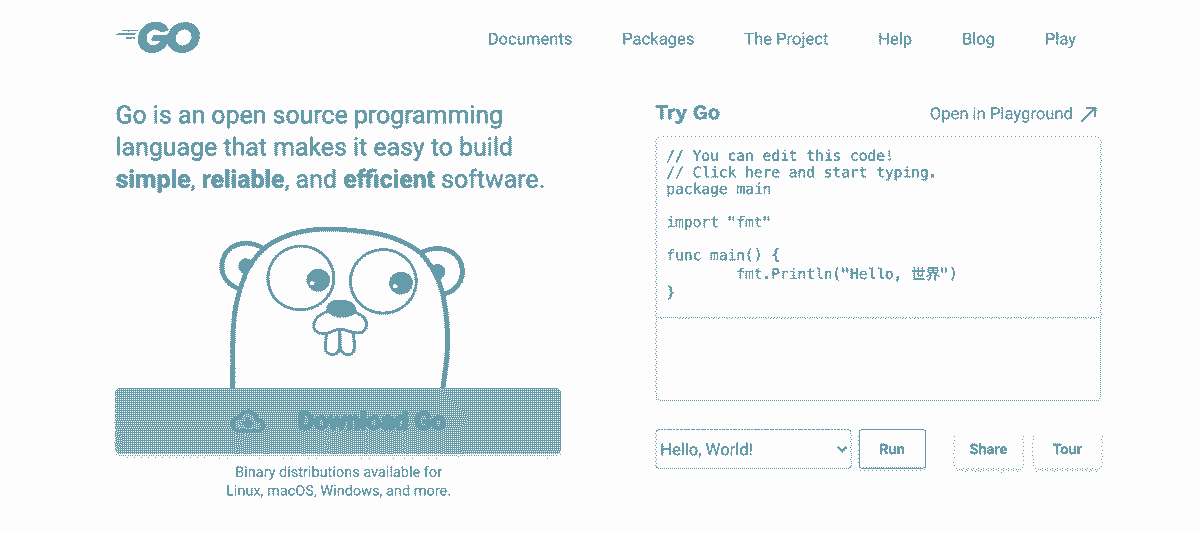 GO
Documents
Packages
The Project
Help
Blog
Play
Go is an open source programming
language that makes it easy to build
simple, reliable, and efficient software.
Download Go
Binary distributions available for
Linux, macOS, Windows, and more.
Try Go
Open in Playground
// You can edit this code!
// Click here and start typing.
package main
import "fmt"
func main() {
	fmt.Println("Hello, 世界")
}
Hello, World!
Run
Share
Tour